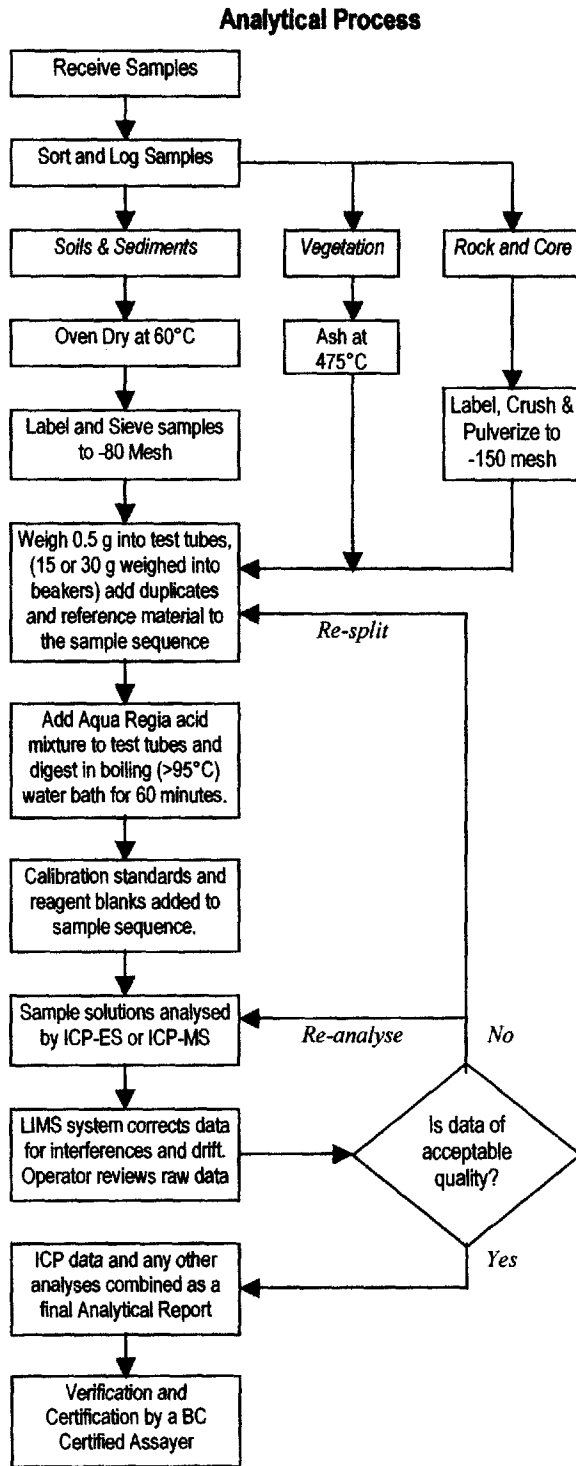 Analytical Process
Receive Samples
Sort and Log Samples
Soils & Sediments
Vegetation
Rock and Core
Oven Dry at 60°C
Ash at
475°C
Label, Crush &
Pulverize to
-150 mesh
Label and Sieve samples
to -80 Mesh
Weigh 0.5 g into test tubes,
(15 or 30 g weighed into
beakers) add duplicates
and reference material to
the sample sequence
Re-split
Add Aqua Regia acid
mixture to test tubes and
digest in boiling (>95°C)
water bath for 60 minutes.
Calibration standards and
reagent blanks added to
sample sequence.
Sample solutions analysed
by ICP-ES or ICP-MS
Re-analyse
No
LIMS system corrects data
for interferences and drift.
Operator reviews raw data
Is data of
acceptable
quality?
Yes
ICP data and any other
analyses combined as a
final Analytical Report
Verification and
Certification by a BC
Certified Assayer